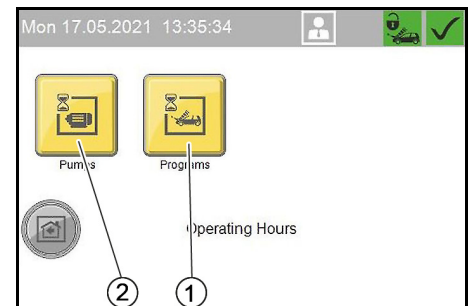 Mon 17.05.2021 13:35:34
Pumps
Programs
Operating Hours
2
1